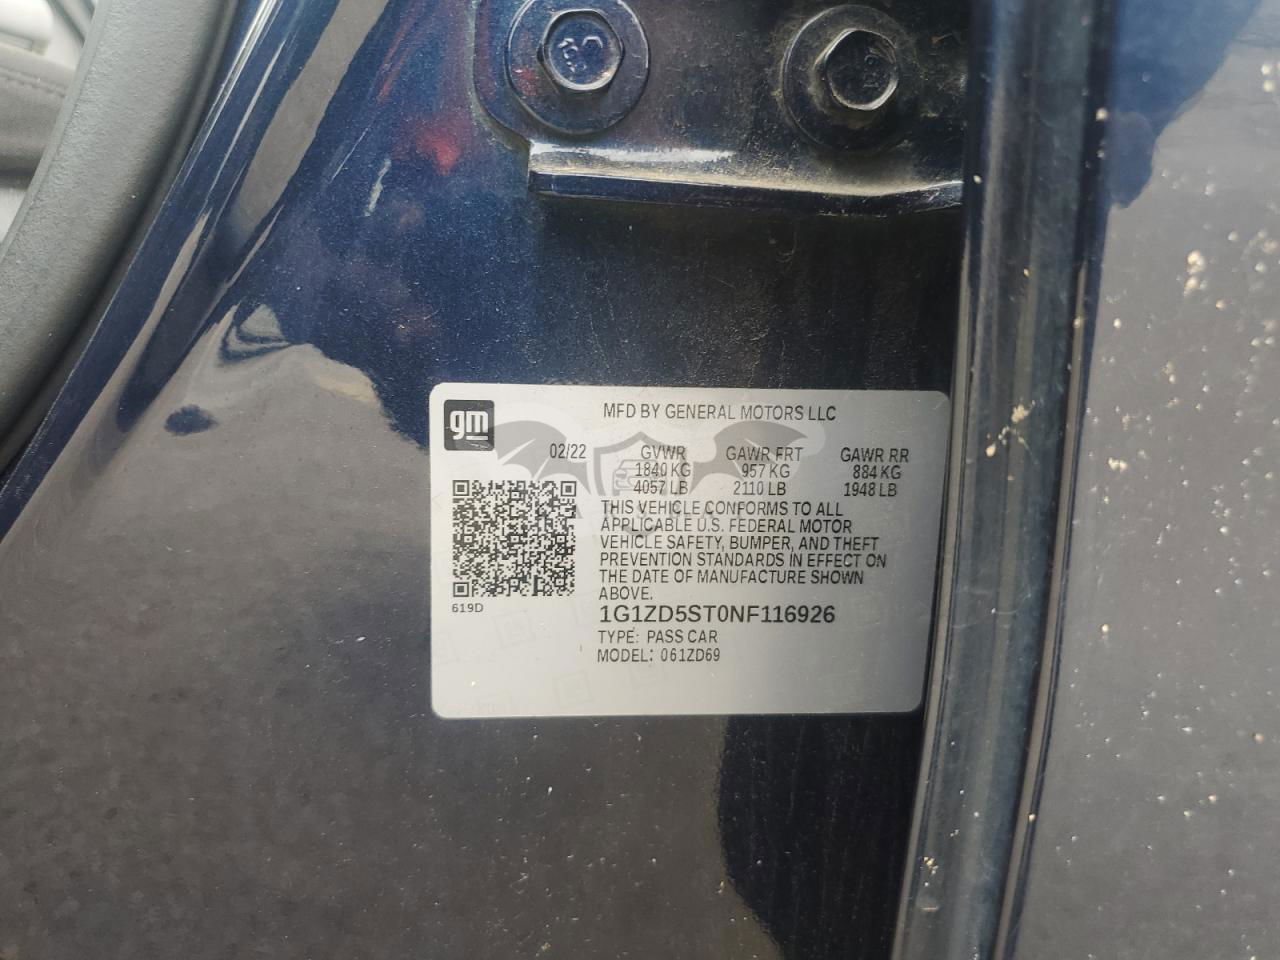 gm
MFD BY GENERAL MOTORS LLC
02/22 GVWR GAWR FRT GAWR RR
1840 KG 957 KG 884 KG
4057 LB 2110 LB 1948 LB
THIS VEHICLE CONFORMS TO ALL
APPLICABLE U.S. FEDERAL MOTOR
VEHICLE SAFETY, BUMPER, AND THEFT
PREVENTION STANDARDS IN EFFECT ON
THE DATE OF MANUFACTURE SHOWN
ABOVE.
619D
1G1ZD5ST0NF116926
TYPE: PASS CAR
MODEL: 061ZD69